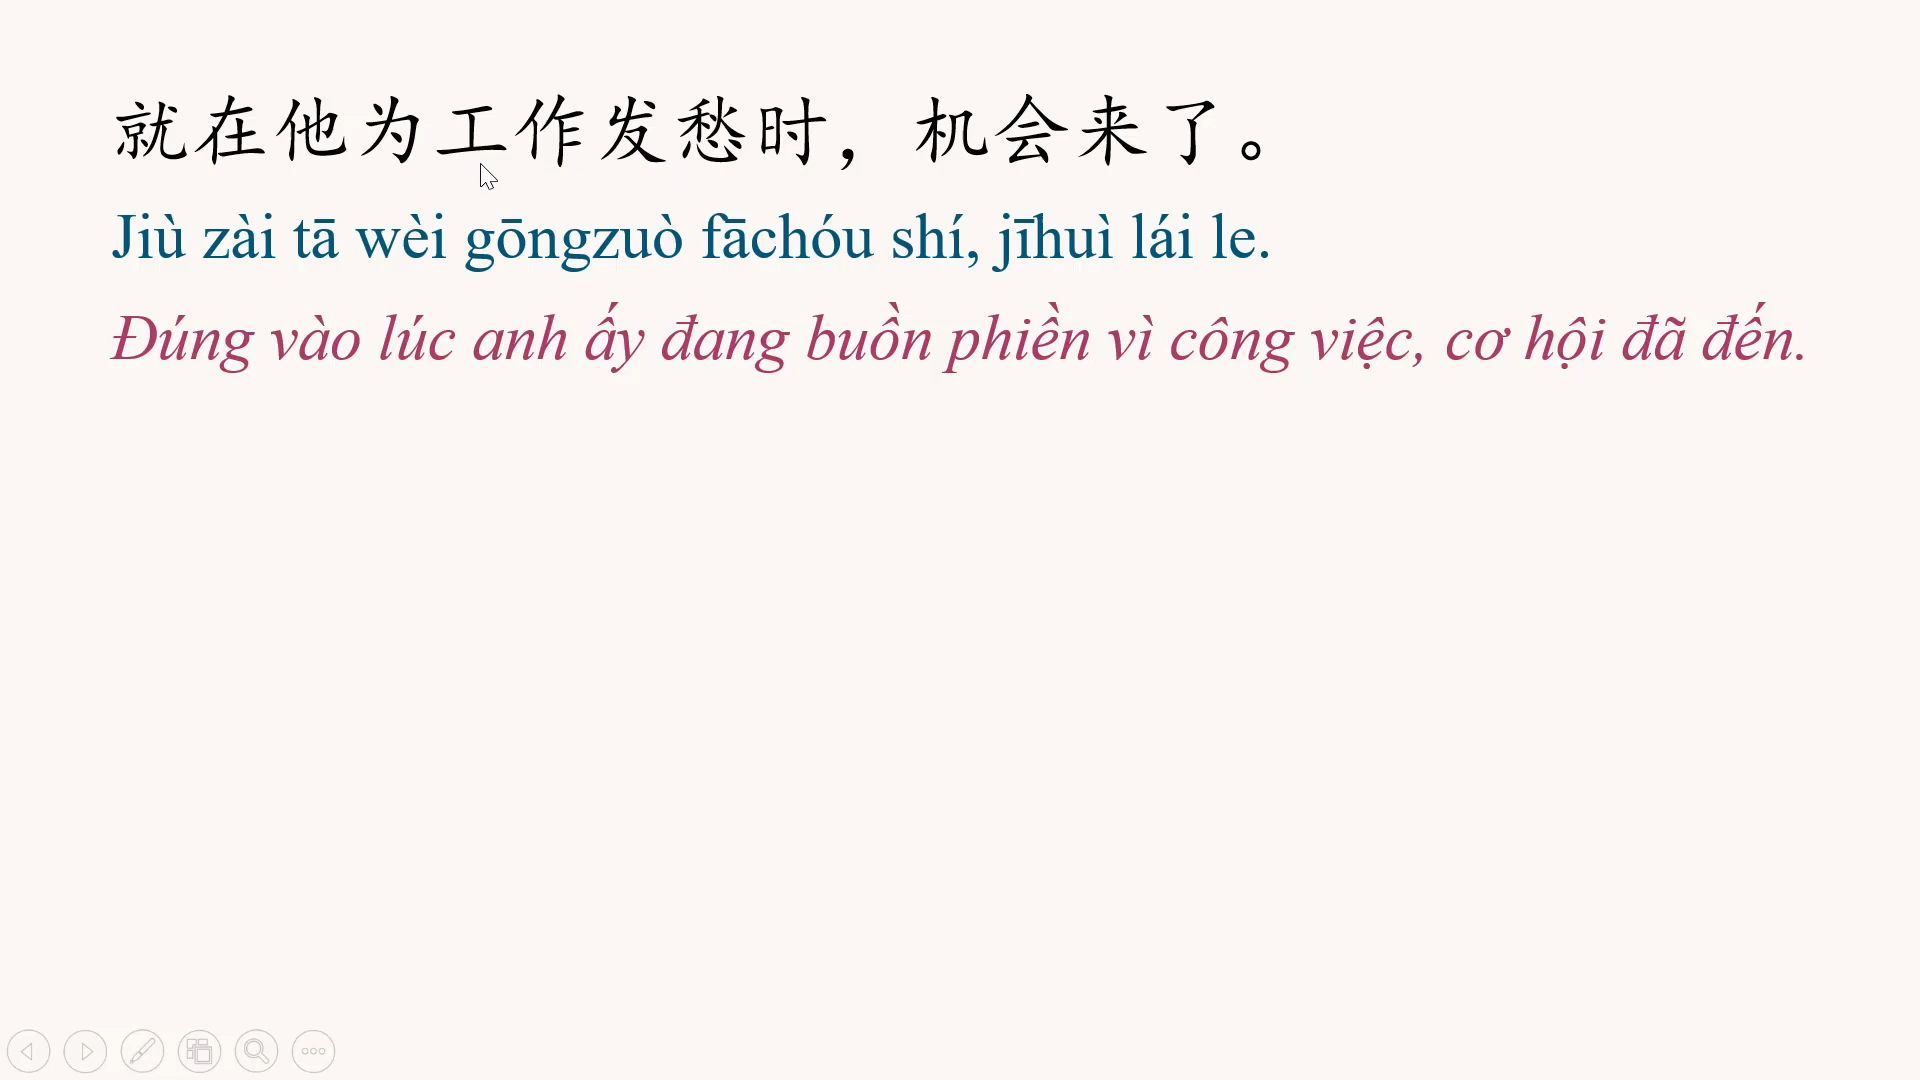 就在他为工作发愁时，机会来了。
Jiù zài tā wèi gōngzuò fāchóu shí, jīhuì lái le.
Đúng vào lúc anh ấy đang buồn phiền vì công việc, cơ hội đã đến.